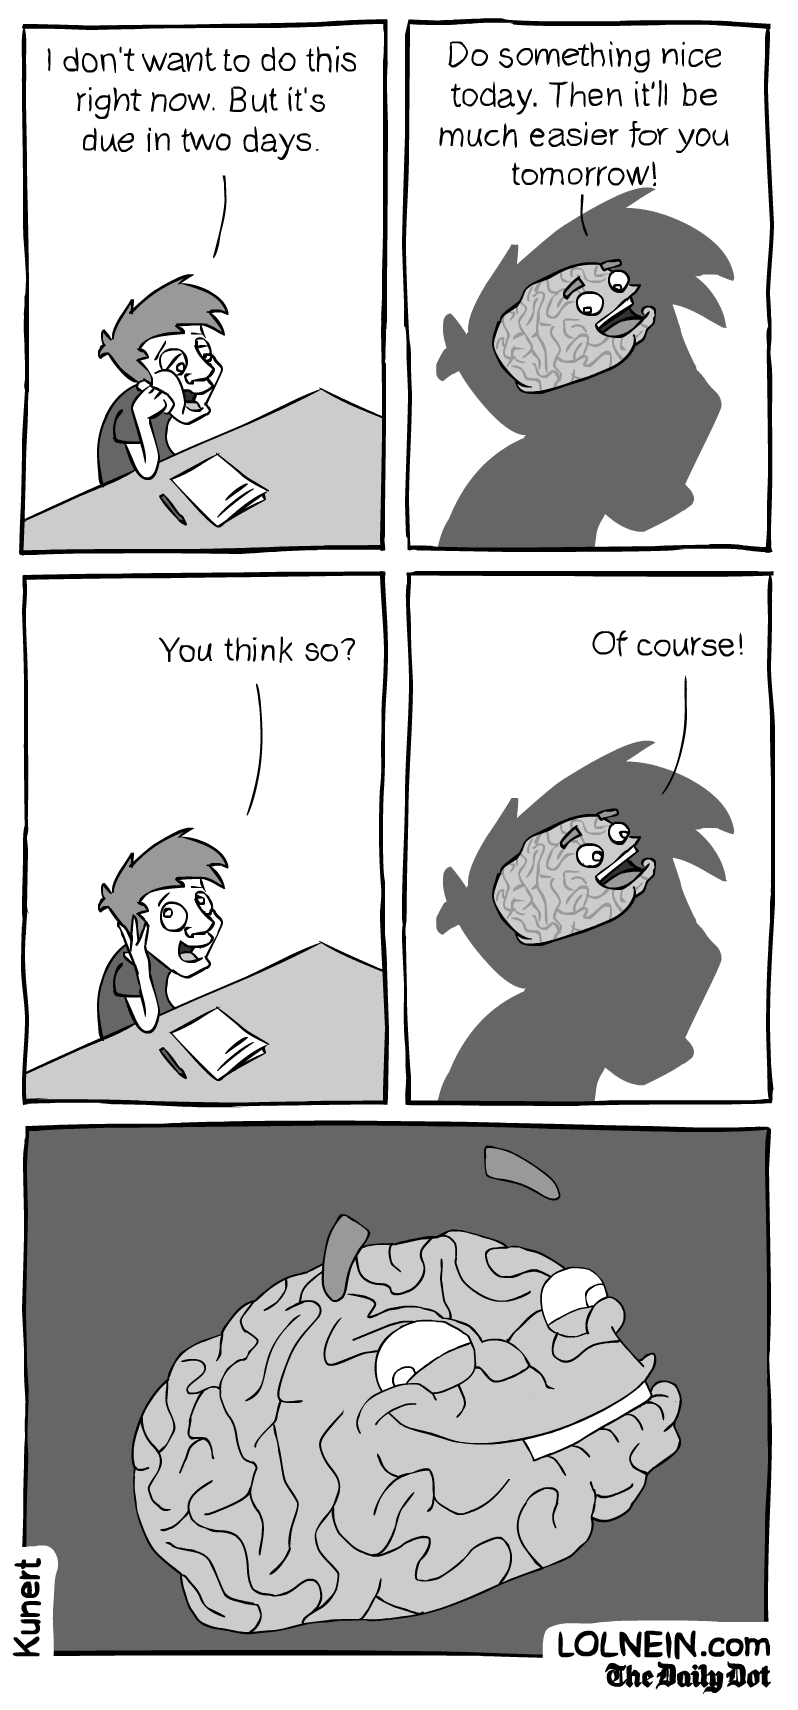 I don't want to do this
right now. But it's
due in two days.
Do something nice
today. Then it'll be
much easier for you
tomorrow!
You think so?
Of course!
Kunert
LOLNEIN.com
The Daily Dot